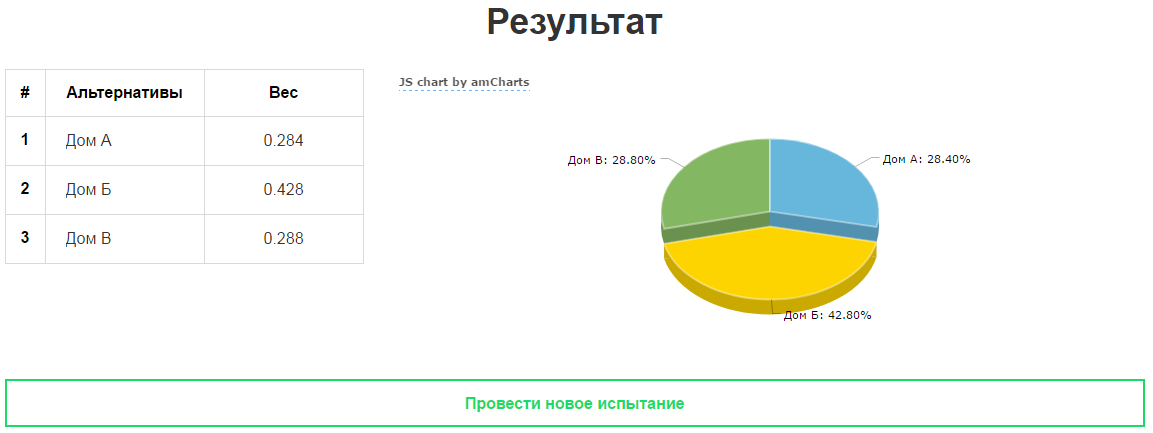 Результат
# Альтернативы Вес
1 Дом А 0.284
2 Дом Б 0.428
3 Дом В 0.288
JS chart by amCharts
Дом В: 28.80%
Дом А: 28.40%
Дом Б: 42.80%
Провести новое испытание